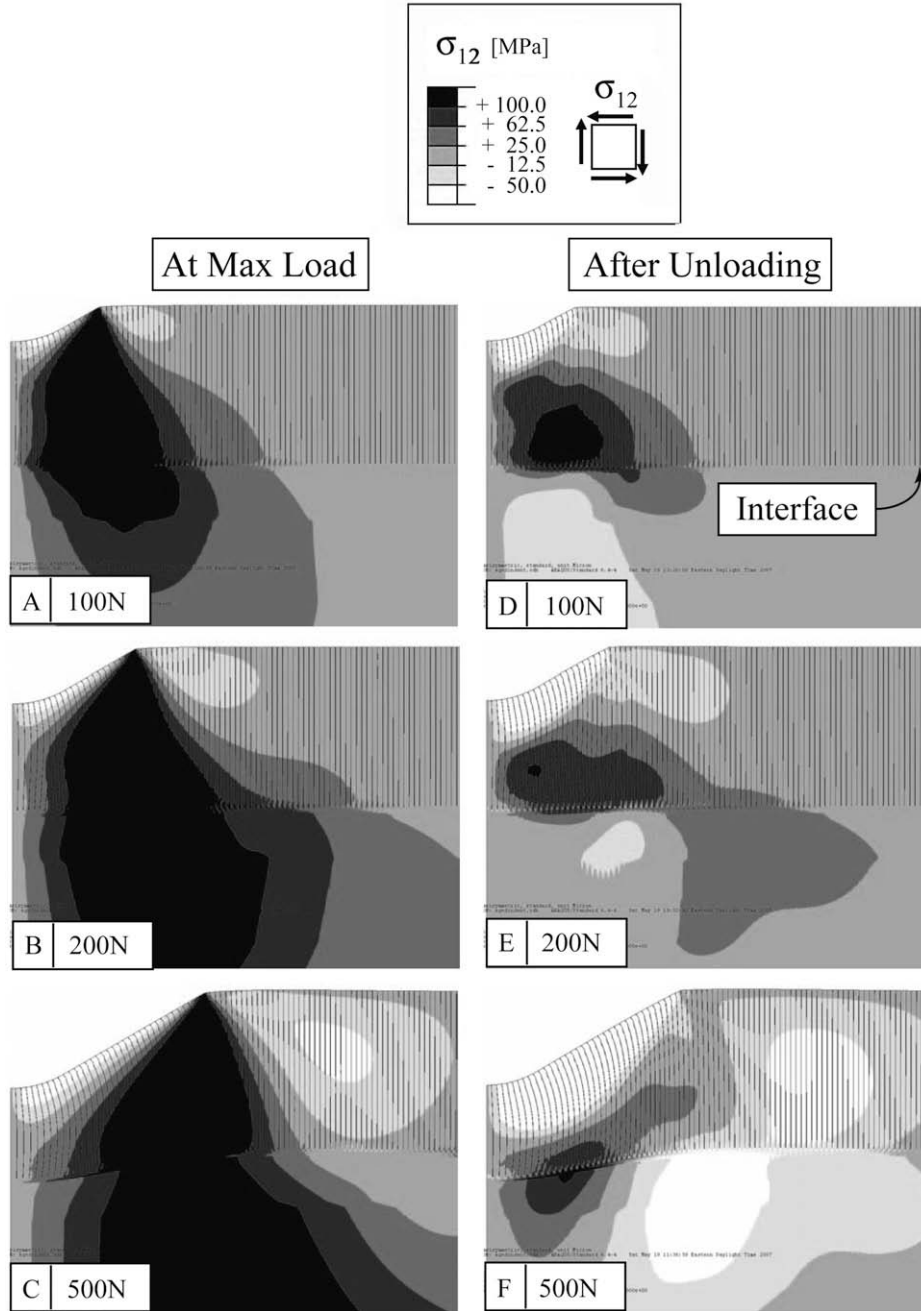 σ12 [MPa]
+ 100.0
+ 62.5
+ 25.0
- 12.5
- 50.0
σ12
At Max Load
After Unloading
Interface
A 100N
D 100N
B 200N
E 200N
C 500N
F 500N